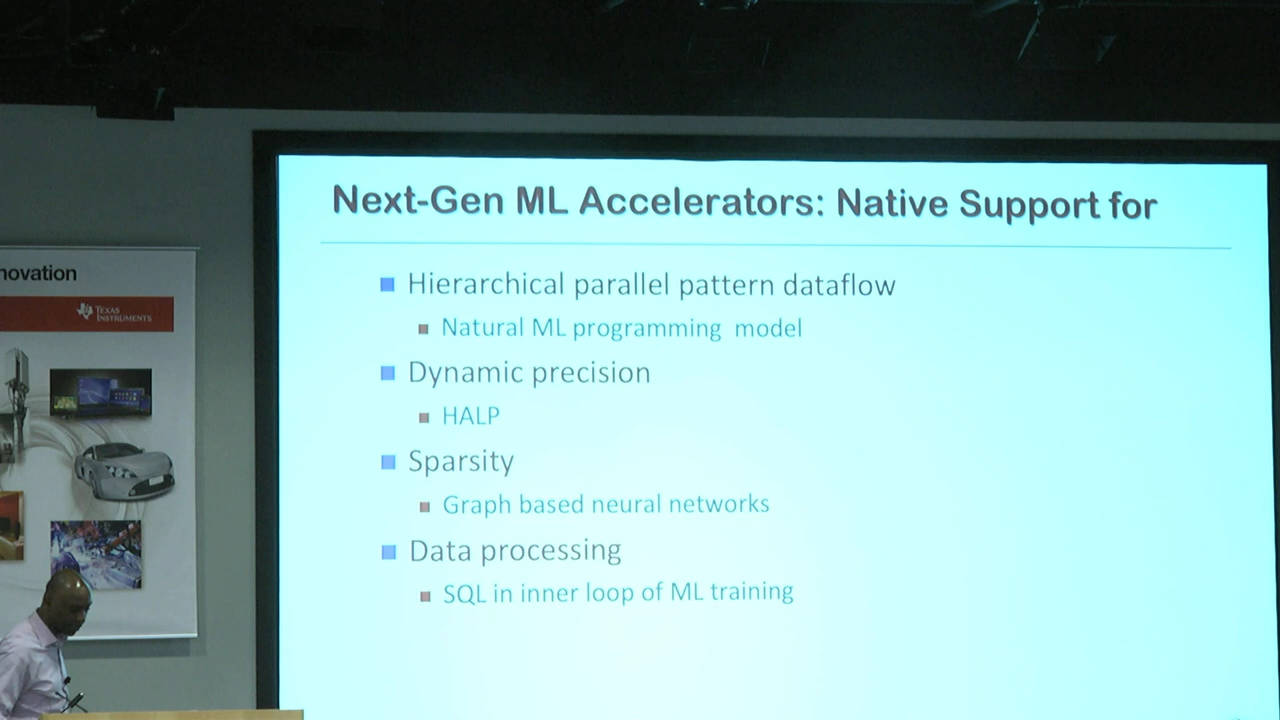 Next-Gen ML Accelerators: Native Support for
Hierarchical parallel pattern dataflow
Natural ML programming model
Dynamic precision
HALP
Sparsity
Graph based neural networks
Data processing
SQL in inner loop of ML training
novation
TEXAS
INSTRUMENTS